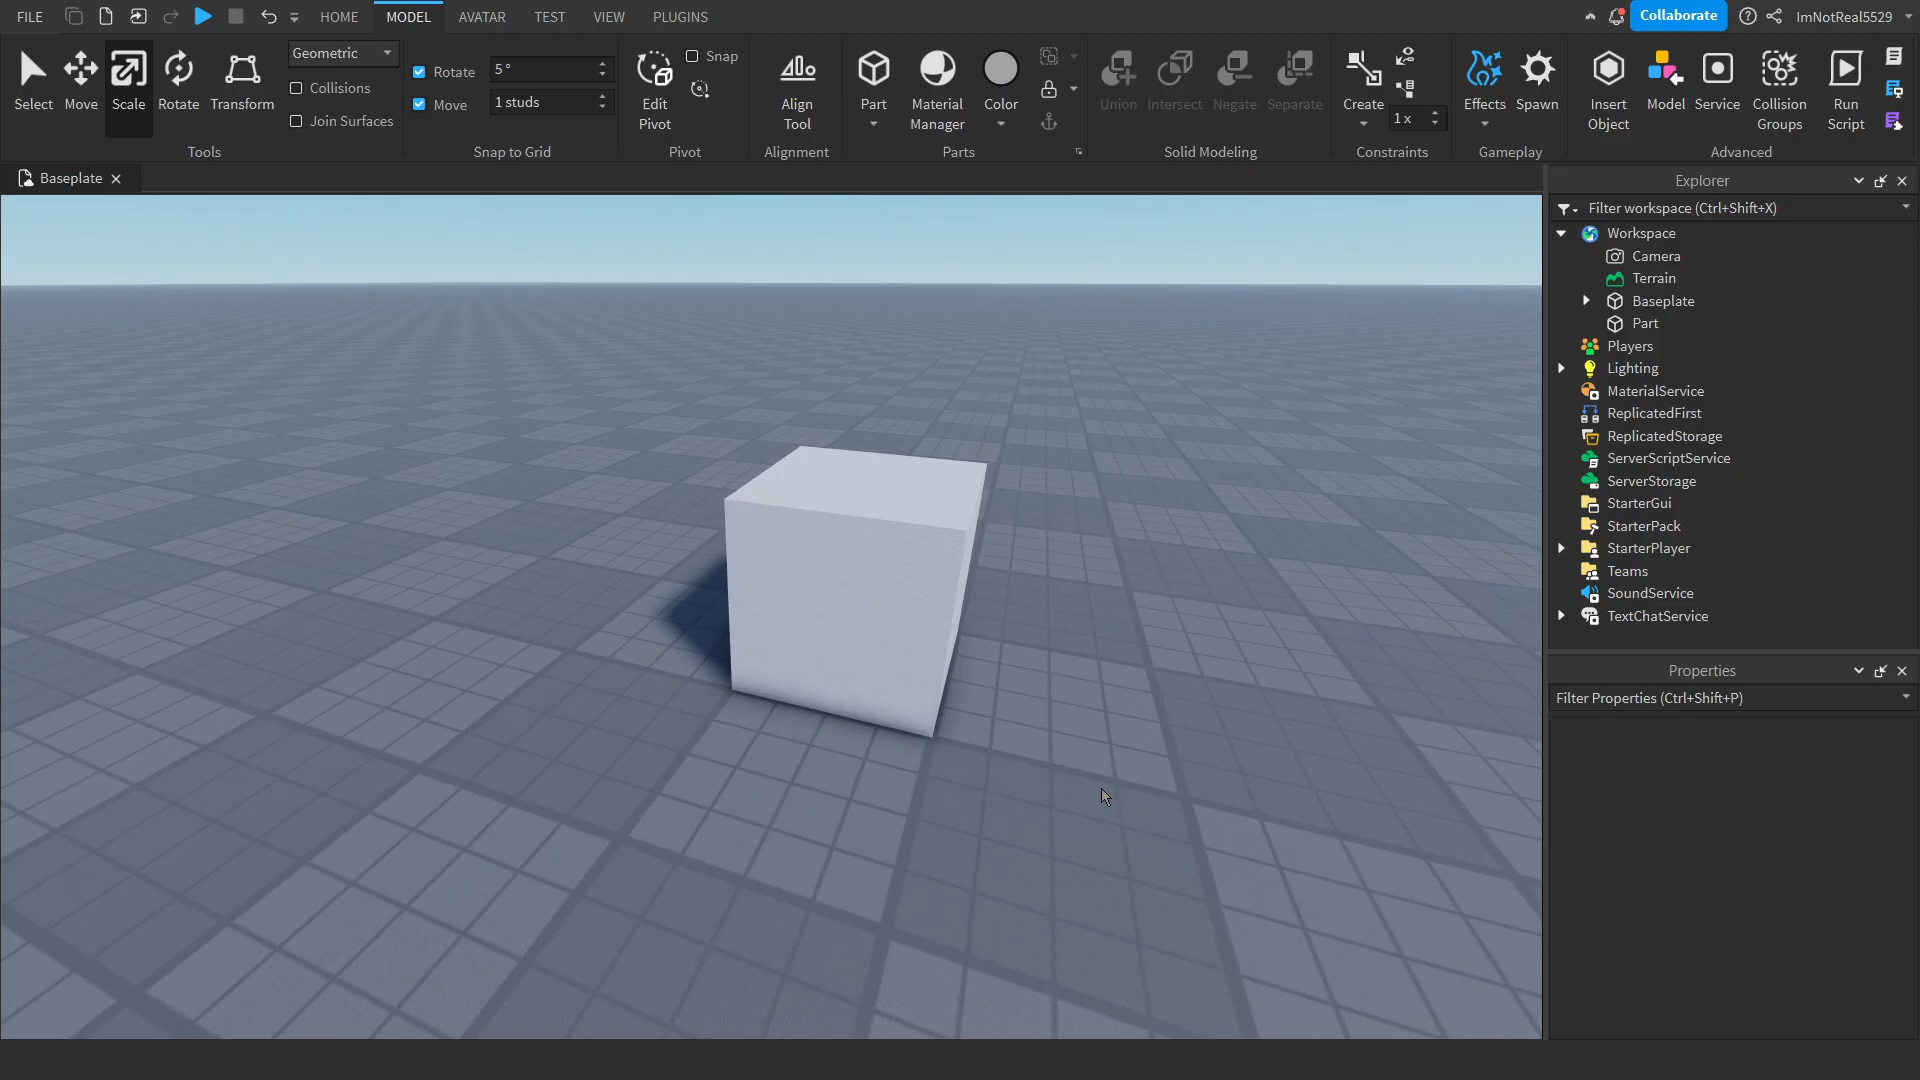 FILE HOME MODEL AVATAR TEST VIEW PLUGINS Collaborate ImNotReal5529
Select Move Scale Rotate Transform
Geometric
Collisions
Join Surfaces
Tools
Rotate 5°
Move 1 studs
Snap to Grid
Edit
Pivot
Snap
Pivot
Align
Tool
Alignment
Part
Material
Manager
Color
Parts
Union Intersect Negate Separate
Solid Modeling
Create
1 x
Constraints
Effects Spawn
Gameplay
Insert
Object
Model Service
Collision
Groups
Run
Script
Advanced
Baseplate
Explorer
Filter workspace (Ctrl+Shift+X)
Workspace
Camera
Terrain
Baseplate
Part
Players
Lighting
MaterialService
ReplicatedFirst
ReplicatedStorage
ServerScriptService
ServerStorage
StarterGui
StarterPack
StarterPlayer
Teams
SoundService
TextChatService
Properties
Filter Properties (Ctrl+Shift+P)